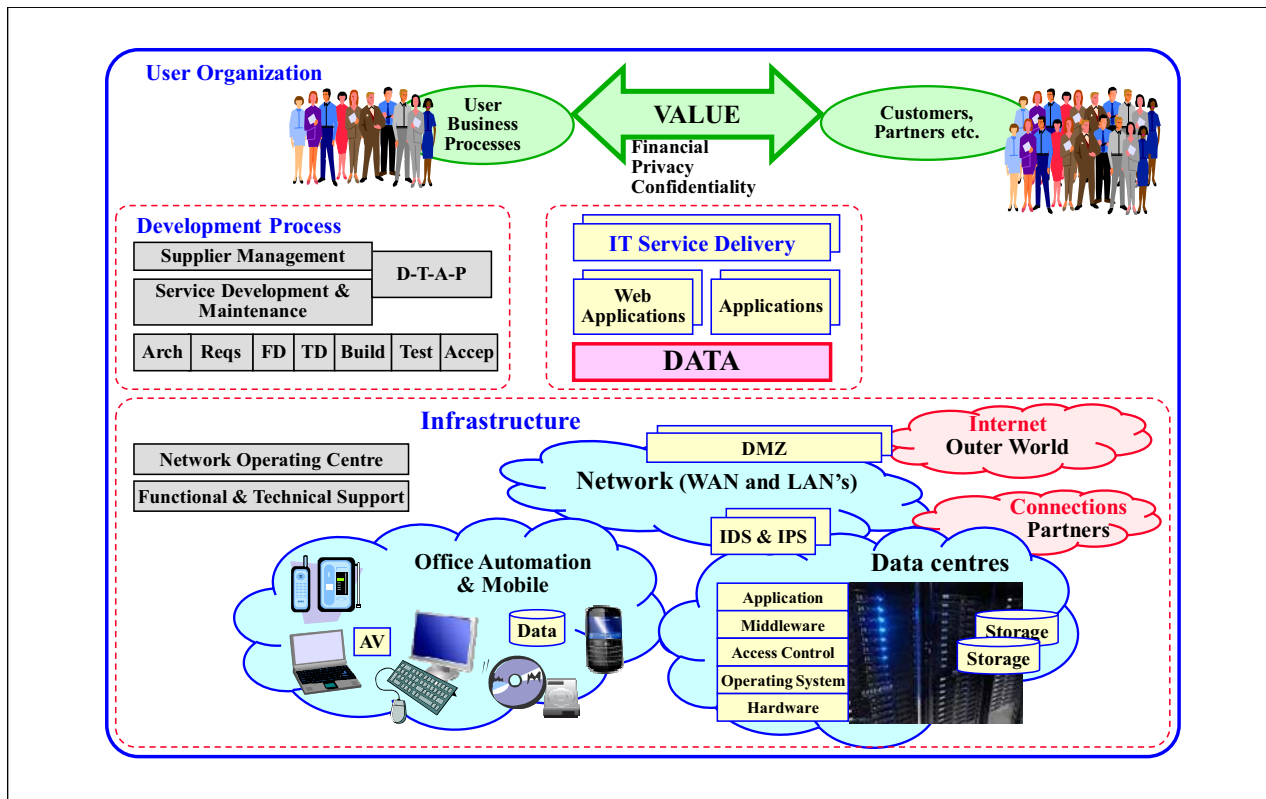 User Organization
User
Business
Processes
VALUE
Financial
Privacy
Confidentiality
Customers,
Partners etc.
Development Process
Supplier Management
D-T-A-P
Service Development &
Maintenance
Arch Reqs FD TD Build Test Accep
IT Service Delivery
Web
Applications
Applications
DATA
Infrastructure
Network Operating Centre
Functional & Technical Support
DMZ
Network (WAN and LAN's)
Internet
Outer World
Connections
Partners
IDS & IPS
Office Automation
& Mobile
AV
Data
Data centres
Application
Middleware
Access Control
Operating System
Hardware
Storage
Storage